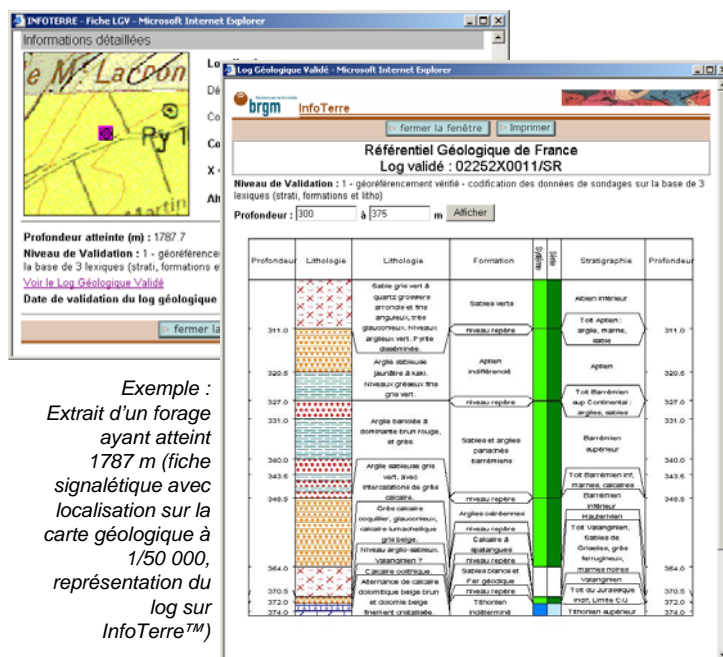 INFOTERRE - Fiche LGV - Microsoft Internet Explorer
Informations détaillées
Profondeur atteinte (m) : 1787.7
Niveau de Validation : 1 - géoréférence
la base de 3 lexiques (strati, formations e
Voir le Log Géologique Validé
Date de validation du log géologique
fermer la
Exemple :
Extrait d'un forage
ayant atteint
1787 m (fiche
signalétique avec
localisation sur la
carte géologique à
1/50 000,
représentation du
log sur
InfoTerre™)
Log Géologique Validé - Microsoft Internet Explorer
brgm InfoTerre
fermer la fenêtre Imprimer
Référentiel Géologique de France
Log validé : 02252X0011/SR
Niveau de Validation : 1 - géoréférencement vérifié - codification des données de sondages sur la base de 3
lexiques (strati, formations et litho)
Profondeur : 300 à 375 m Afficher
Profondeur Lithologie Lithologie Formation Système Série Stratigraphie Profondeur
Sable gris vert à
quartz grossiers
arrondis et fins
anguleux, très
glauconieux. Niveaux
argileux vert. Pyrite
disséminée.
Sables verts
Albien inférieur
Toit Aptien :
argile, marne,
sable
311.0 niveau repère 311.0
Argile sableuse
jaunâtre à kaki.
Niveaux gréseux fins
gris vert.
Aptien
indifférencié
Aptien
320.5 320.5
Toit Barrémien
sup Continental :
argiles, sables
327.0 niveau repère 327.0
331.0 331.0
Argile bariolée à
dominante brun rouge,
et grès.
Sables et argiles
panachés
barrémiens
Barrémien
supérieur
340.0 340.0
Argile sableuse gris
vert, avec
intercalations de grès
calcaire.
343.5 343.5
Toit Barrémien inf,
marnes, calcaires
348.5 niveau repère 348.5
Barrémien
inférieur
Grès calcaire
coquillier, glauconieux,
calcaire lumachellique
gris beige.
Argiles ostréennes
Hauterivien
niveau repère
Calcaire à
spatangues
Toit Valanginien,
Sables de
Griselles, grès
ferrugineux,
marnes noires
Niveau argilo-sableux.
Valanginien ?
niveau repère
364.0 364.0
Calcaire oolithique.
Sables blancs et
Fer géodique
Valanginien
Alternance de calcaire
dolomitique beige brun
et dolomie beige
finement cristallisée.
370.5 niveau repère 370.5
Toit du Jurassique
indif, Limite C.U
372.0 372.0
Tithonien
indéterminé
Tithonien supérieur
374.0 374.0